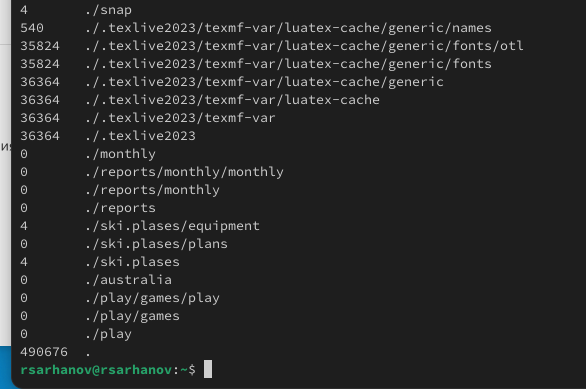 4 ./snap
540 ./.texlive2023/texmf-var/luatex-cache/generic/names
35824 ./.texlive2023/texmf-var/luatex-cache/generic/fonts/otl
35824 ./.texlive2023/texmf-var/luatex-cache/generic/fonts
36364 ./.texlive2023/texmf-var/luatex-cache/generic
36364 ./.texlive2023/texmf-var/luatex-cache
36364 ./.texlive2023/texmf-var
36364 ./.texlive2023
0 ./monthly
0 ./reports/monthly/monthly
0 ./reports/monthly
0 ./reports
4 ./ski.plases/equipment
0 ./ski.plases/plans
4 ./ski.plases
0 ./australia
0 ./play/games/play
0 ./play/games
0 ./play
490676 .
rsarhanov@rsarhanov:~$